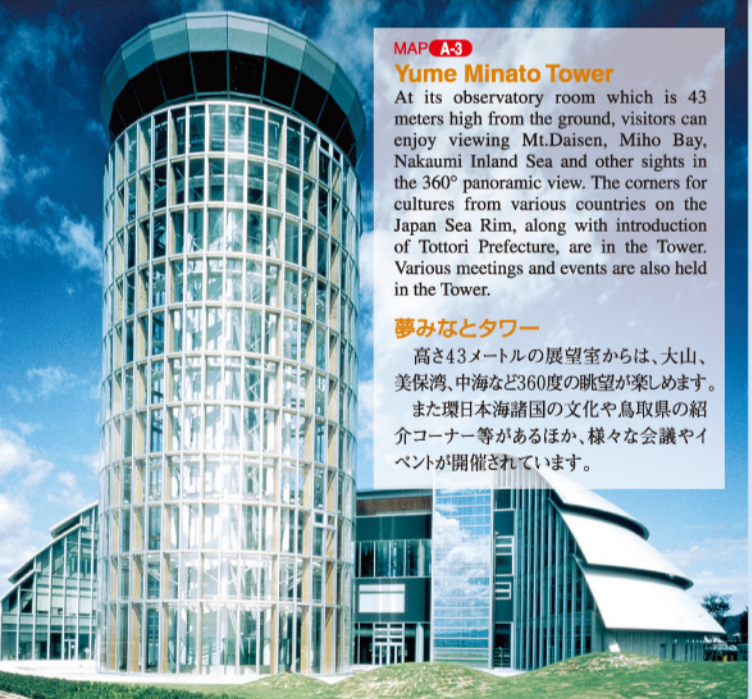 MAP A-3
Yume Minato Tower
At its observatory room which is 43
meters high from the ground, visitors can
enjoy viewing Mt.Daisen, Miho Bay,
Nakaumi Inland Sea and other sights in
the 360° panoramic view. The corners for
cultures from various countries on the
Japan Sea Rim, along with introduction
of Tottori Prefecture, are in the Tower.
Various meetings and events are also held
in the Tower.
夢みなとタワー
高さ43メートルの展望室からは、大山、
美保湾、中海など360度の眺望が楽しめます。
また環日本海諸国の文化や鳥取県の紹
介コーナー等があるほか、様々な会議やイ
ベントが開催されています。